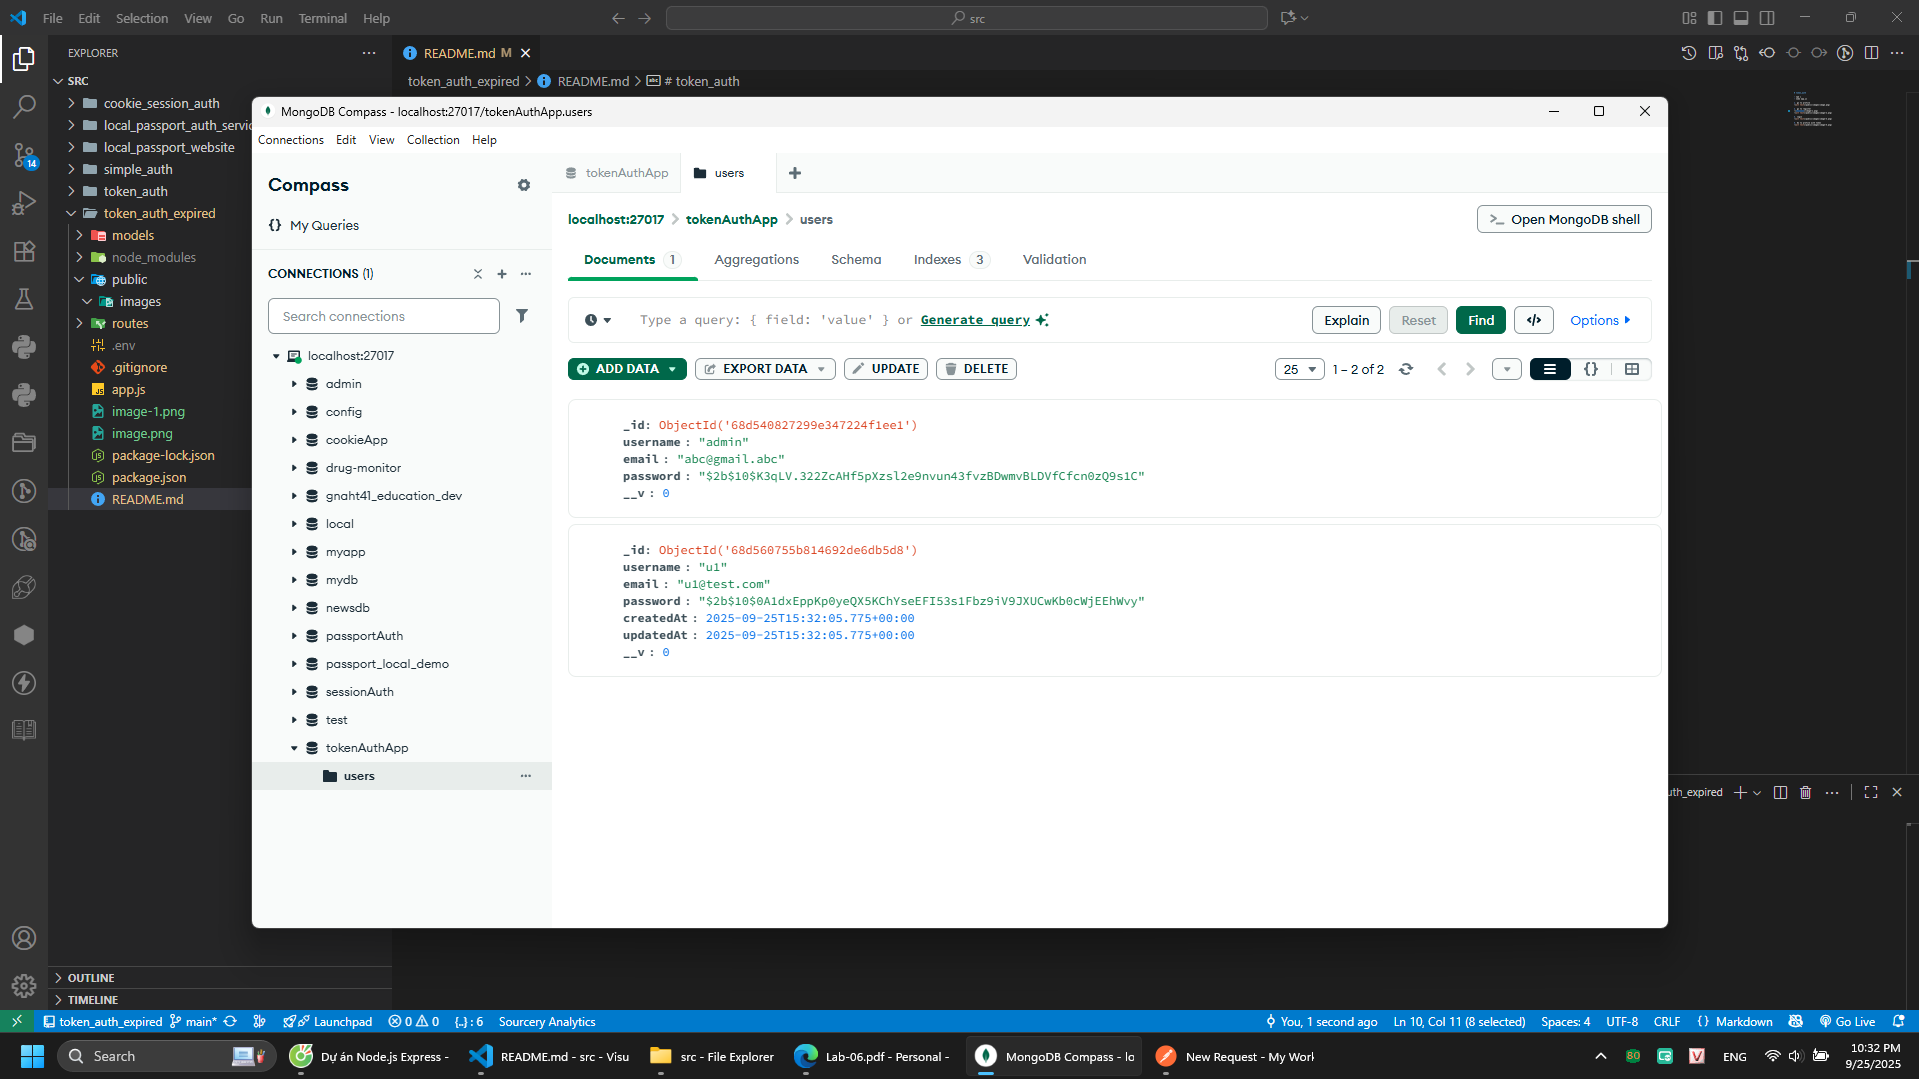 File Edit Selection View Go Run Terminal Help
src
EXPLORER
README.md M
SRC
token_auth_expired > README.md > # token_auth
cookie_session_auth
local_passport_auth_servic
local_passport_website
simple_auth
token_auth
token_auth_expired
models
node_modules
public
images
routes
.env
.gitignore
app.js
image-1.png
image.png
package-lock.json
package.json
README.md
OUTLINE
TIMELINE
14
MongoDB Compass - localhost:27017/tokenAuthApp.users
Connections Edit View Collection Help
Compass
{} My Queries
CONNECTIONS (1)
Search connections
localhost:27017
admin
config
cookieApp
drug-monitor
gnaht41_education_dev
local
myapp
mydb
newsdb
passportAuth
passport_local_demo
sessionAuth
test
tokenAuthApp
users
tokenAuthApp
users
localhost:27017 > tokenAuthApp > users
>_ Open MongoDB shell
Documents 1 Aggregations Schema Indexes 3 Validation
Type a query: { field: 'value' } or Generate query
Explain Reset Find </> Options
ADD DATA EXPORT DATA UPDATE DELETE
25 1 – 2 of 2 {}
_id: ObjectId('68d540827299e347224f1ee1')
username : "admin"
email : "abc@gmail.abc"
password : "$2b$10$K3qLV.322ZcAHf5pXzsl2e9nvun43fvzBDwmvBLDVfCfcn0zQ9s1C"
__v : 0
_id: ObjectId('68d560755b814692de6db5d8')
username : "u1"
email : "u1@test.com"
password : "$2b$10$0A1dxEppKp0yeQX5KChYseEFI53s1Fbz9iV9JXUCwKb0cWjEEhWvy"
createdAt : 2025-09-25T15:32:05.775+00:00
updatedAt : 2025-09-25T15:32:05.775+00:00
__v : 0
uth_expired
token_auth_expired main* Launchpad 0 0 {..} : 6 Sourcery Analytics
You, 1 second ago Ln 10, Col 11 (8 selected) Spaces: 4 UTF-8 CRLF {} Markdown Go Live
Search
Dự án Node.js Express -
README.md - src - Visu
src - File Explorer
Lab-06.pdf - Personal -
MongoDB Compass - lo
New Request - My Work
80
V
ENG
10:32 PM
9/25/2025